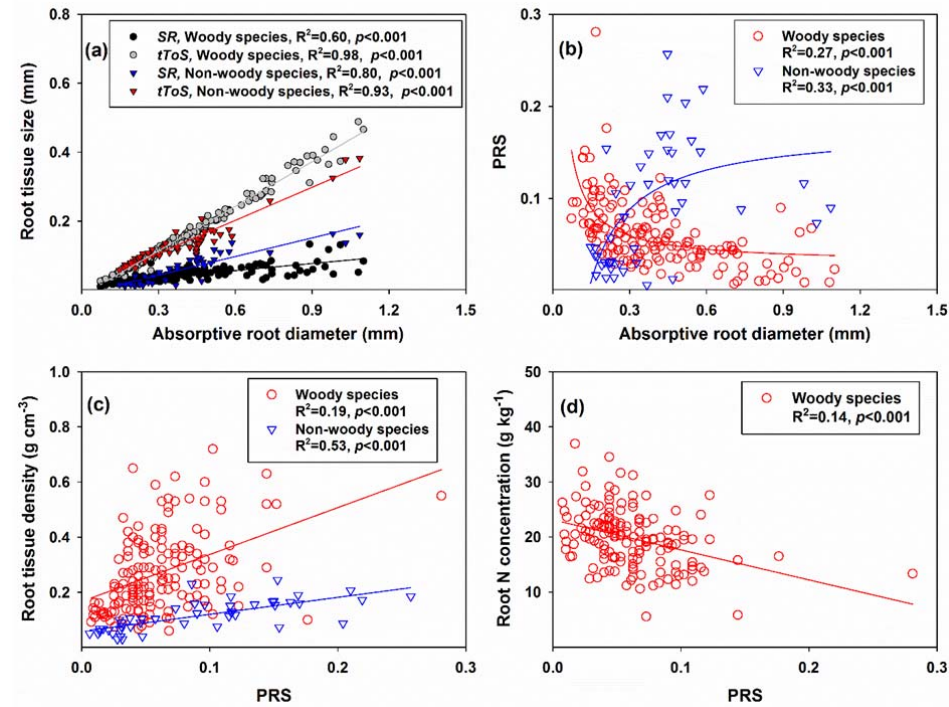 (a)
SR, Woody species, R²=0.60, p<0.001
tToS, Woody species, R²=0.98, p<0.001
SR, Non-woody species, R²=0.80, p<0.001
tToS, Non-woody species, R²=0.93, p<0.001
Root tissue size (mm)
0.8
0.6
0.4
0.2
0.0 0.3 0.6 0.9 1.2 1.5
Absorptive root diameter (mm)
(b)
Woody species
R²=0.27, p<0.001
Non-woody species
R²=0.33, p<0.001
PRS
0.3
0.2
0.1
0.0 0.3 0.6 0.9 1.2 1.5
Absorptive root diameter (mm)
(c)
Woody species
R²=0.19, p<0.001
Non-woody species
R²=0.53, p<0.001
Root tissue density (g cm⁻³)
1.0
0.8
0.6
0.4
0.2
0.0 0.1 0.2 0.3
PRS
(d)
Woody species
R²=0.14, p<0.001
Root N concentration (g kg⁻¹)
50
40
30
20
10
0.0 0.1 0.2 0.3
PRS